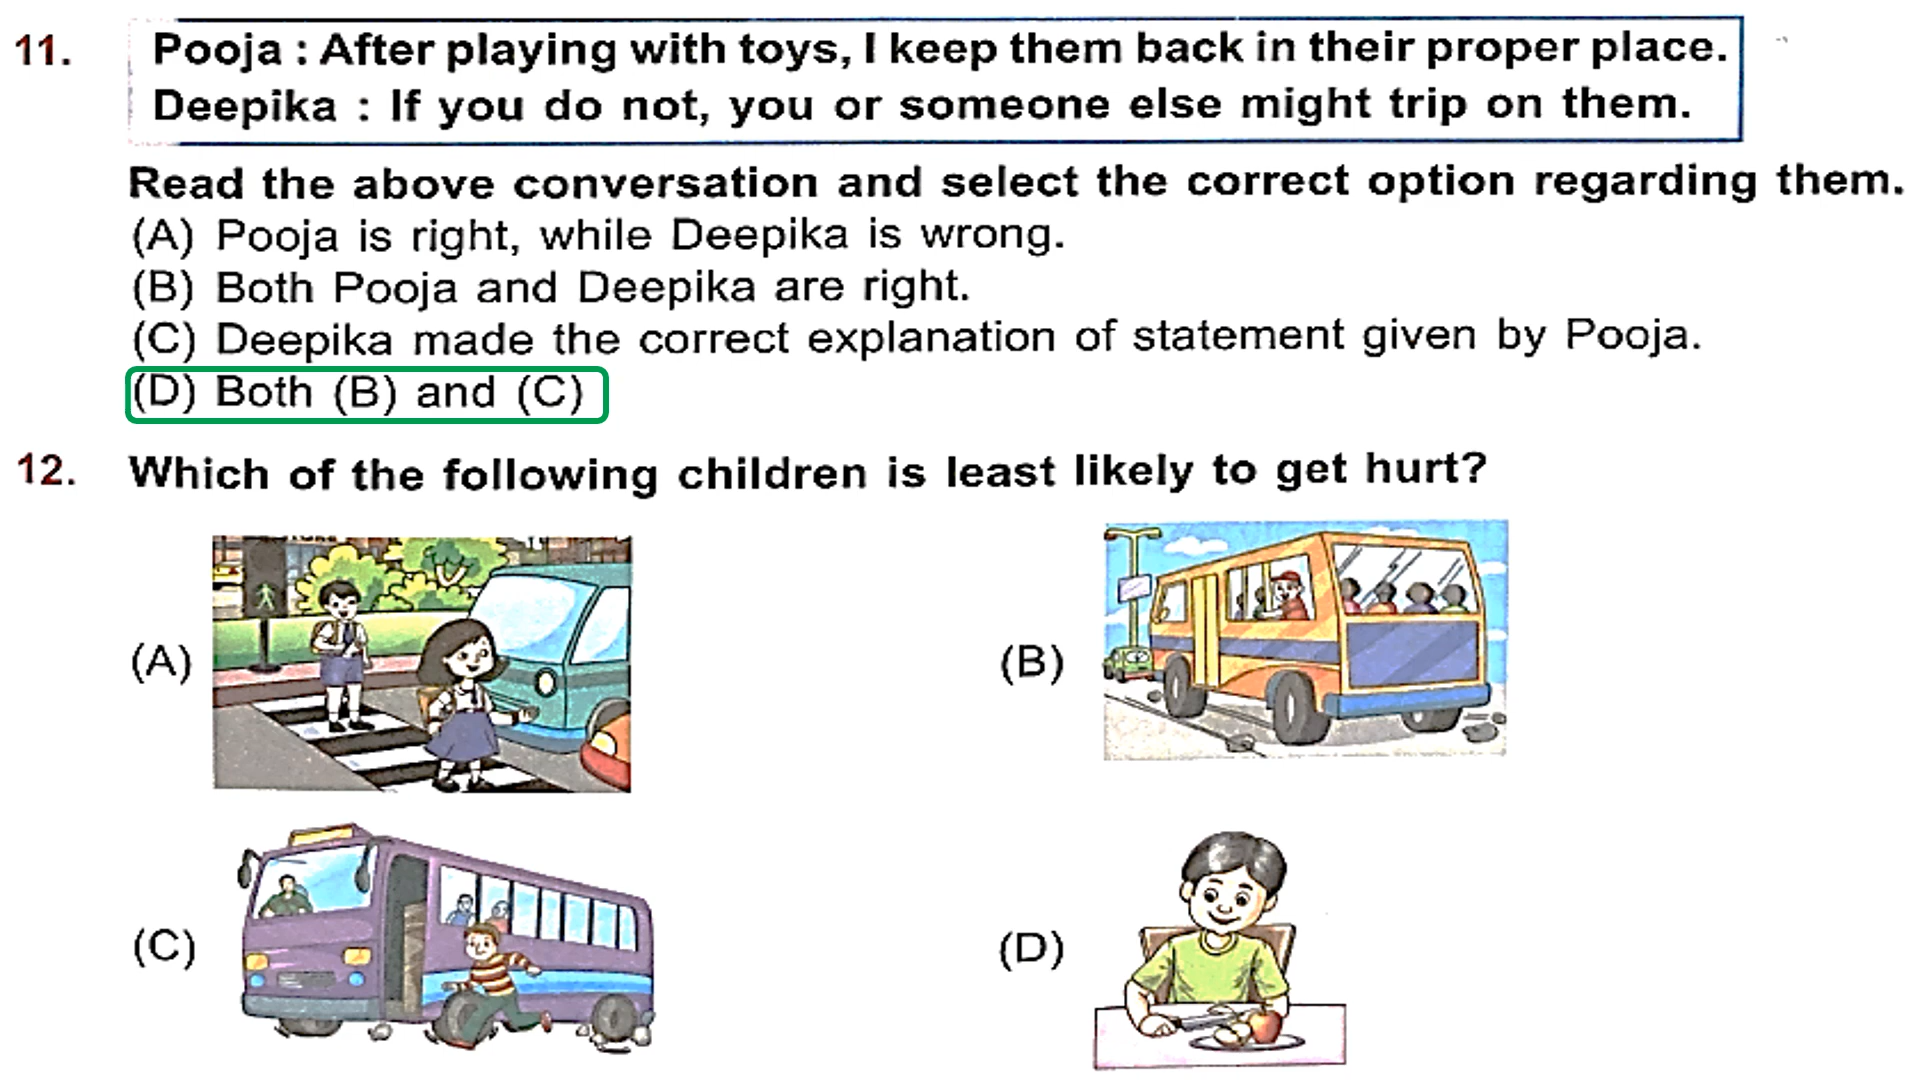 11. Pooja : After playing with toys, I keep them back in their proper place.
Deepika : If you do not, you or someone else might trip on them.
Read the above conversation and select the correct option regarding them.
(A) Pooja is right, while Deepika is wrong.
(B) Both Pooja and Deepika are right.
(C) Deepika made the correct explanation of statement given by Pooja.
(D) Both (B) and (C)
12. Which of the following children is least likely to get hurt?
(A)
(B)
(C)
(D)